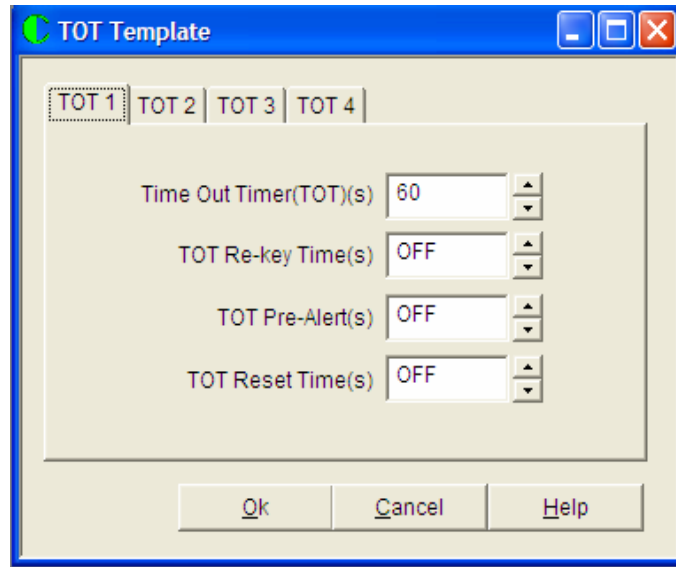 TOT Template
TOT 1 TOT 2 TOT 3 TOT 4
Time Out Timer(TOT)(s) 60
TOT Re-key Time(s) OFF
TOT Pre-Alert(s) OFF
TOT Reset Time(s) OFF
Ok Cancel Help